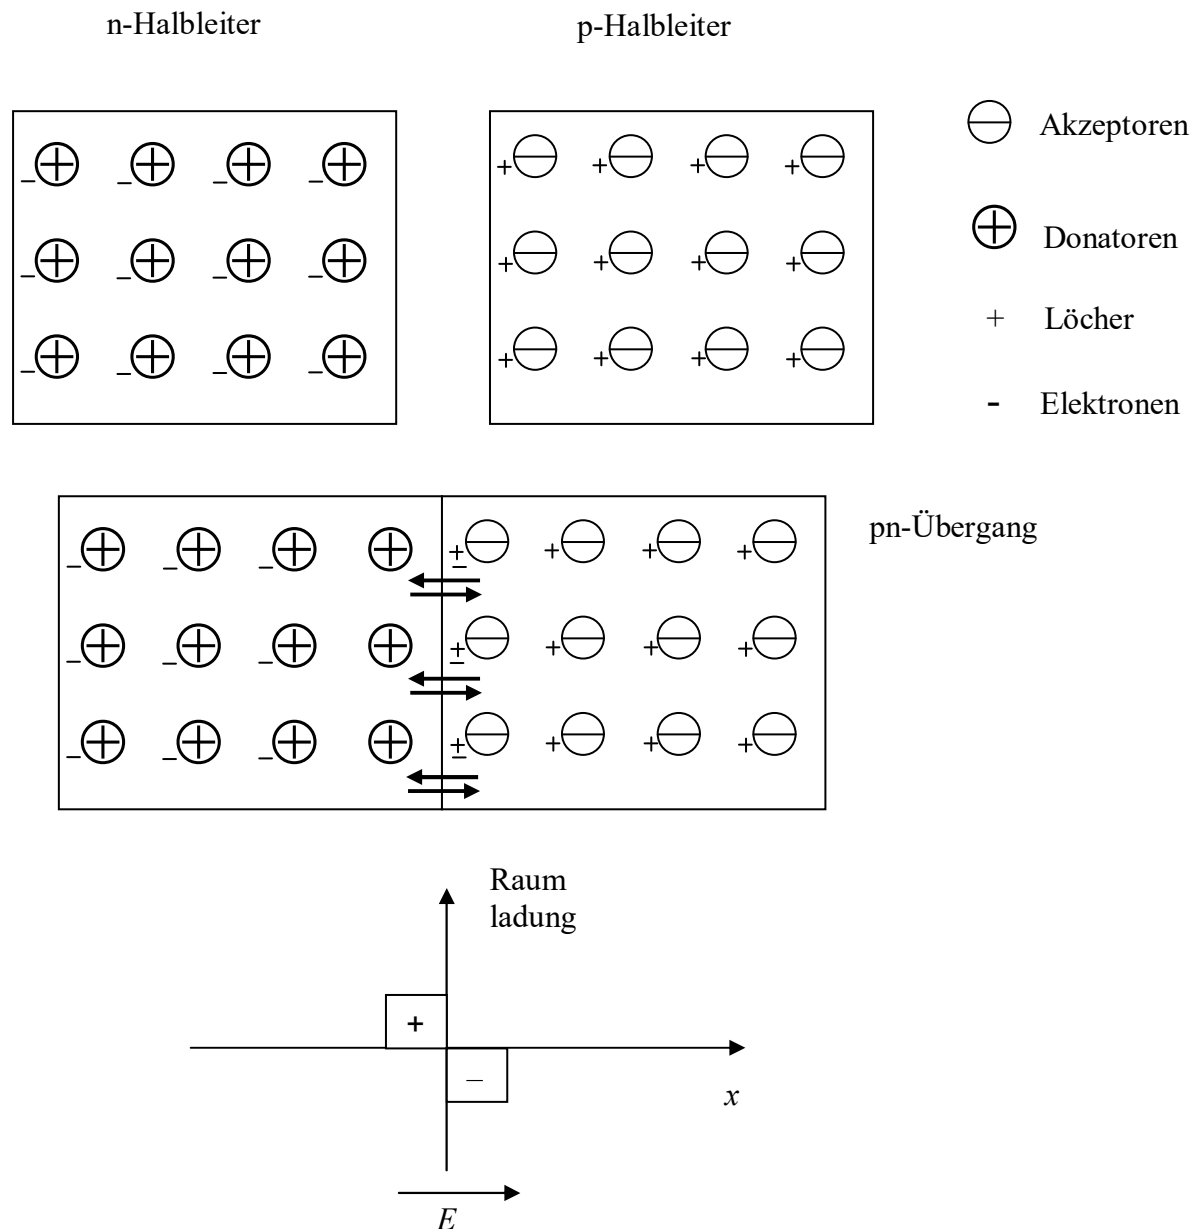 n-Halbleiter
p-Halbleiter
Akzeptoren
Donatoren
+ Löcher
- Elektronen
pn-Übergang
Raum
ladung
+
–
x
E